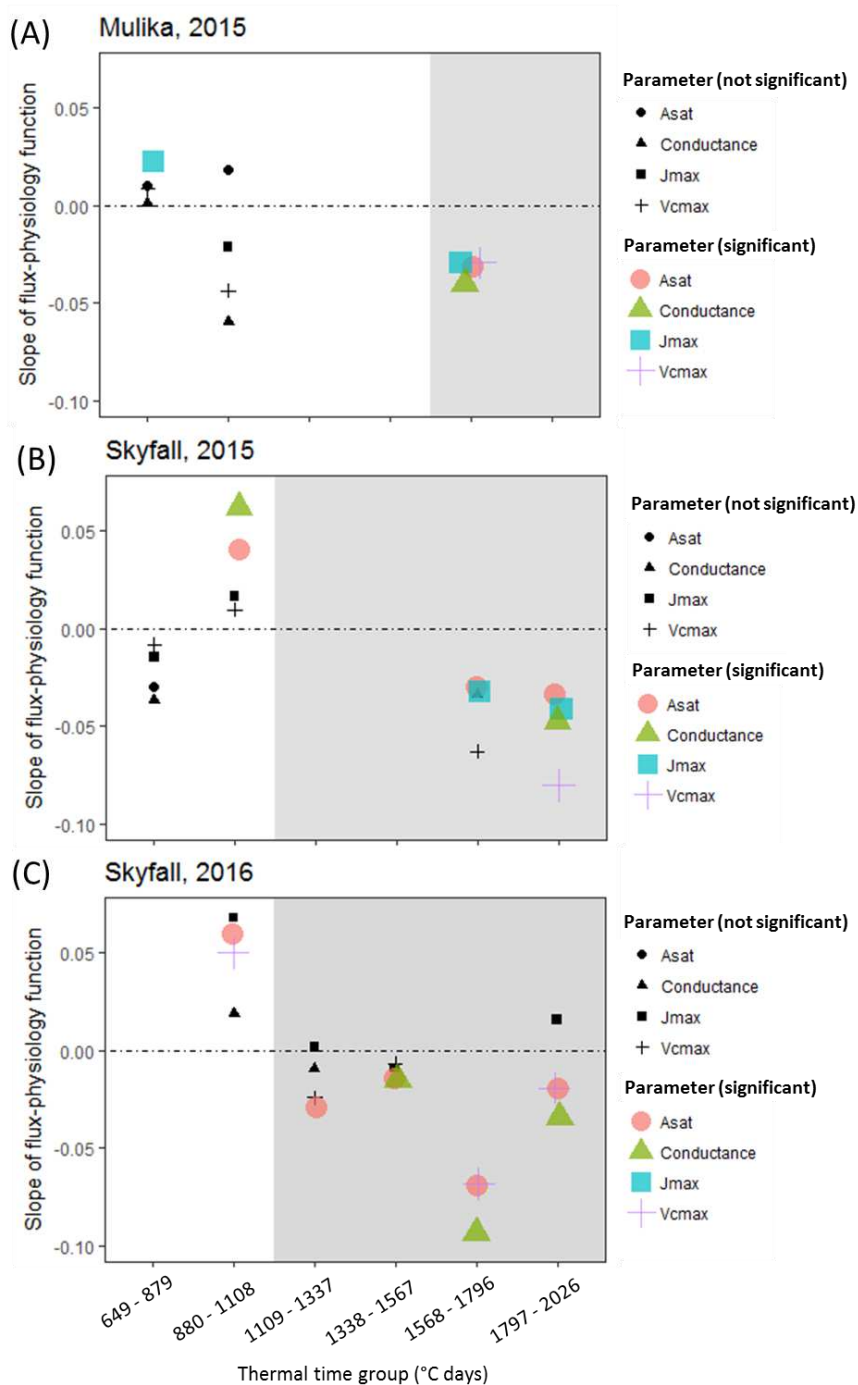 (A)
Mulika, 2015
Slope of flux-physiology function
0.05
0.00
-0.05
-0.10
Parameter (not significant)
Asat
Conductance
Jmax
Vcmax
Parameter (significant)
Asat
Conductance
Jmax
Vcmax
(B)
Skyfall, 2015
Slope of flux-physiology function
0.05
0.00
-0.05
-0.10
Parameter (not significant)
Asat
Conductance
Jmax
Vcmax
Parameter (significant)
Asat
Conductance
Jmax
Vcmax
(C)
Skyfall, 2016
Slope of flux-physiology function
0.05
0.00
-0.05
-0.10
Parameter (not significant)
Asat
Conductance
Jmax
Vcmax
Parameter (significant)
Asat
Conductance
Jmax
Vcmax
649 - 879
880 - 1108
1109 - 1337
1338 - 1567
1568 - 1796
1797 - 2026
Thermal time group (°C days)